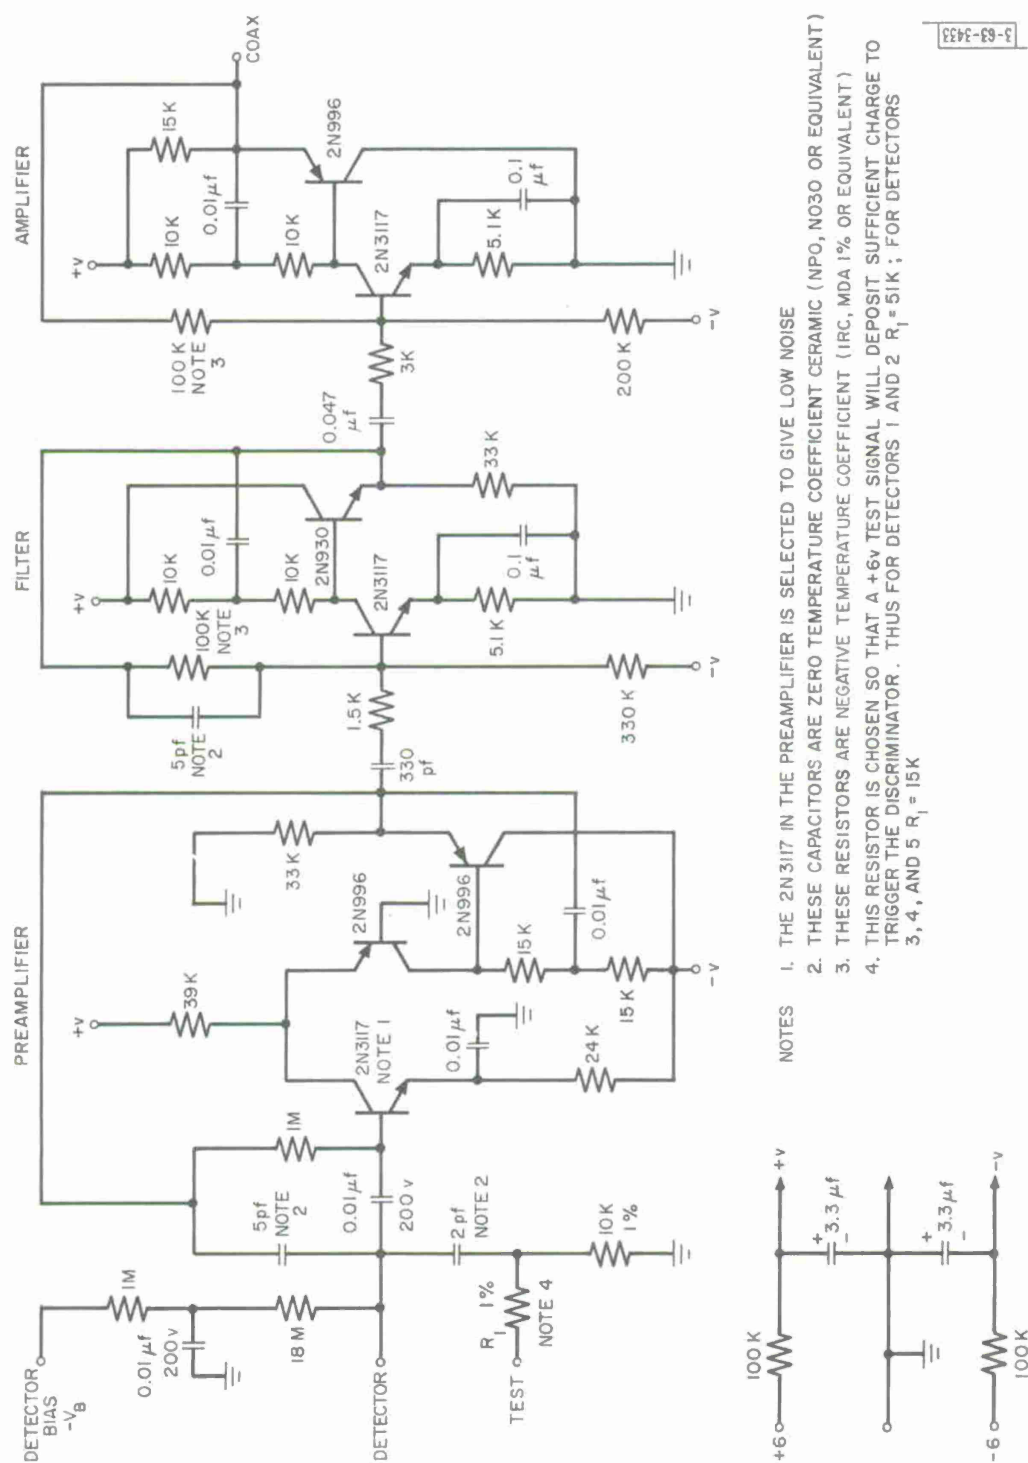 PREAMPLIFIER
FILTER
AMPLIFIER
DETECTOR
BIAS
-V_B
1M
0.01 μf
200v
18M
DETECTOR
TEST
R₁
1%
NOTE 4
5pf
NOTE
2
1M
0.01 μf
200v
2pf NOTE 2
10K
1%
+v
39K
2N3117
NOTE 1
2N996
0.01 μf
24K
15K
15K
-v
33K
2N996
0.01 μf
330
pf
1.5K
5pf
NOTE
2
100K
NOTE
3
+v
10K
0.01 μf
10K
2N930
2N3117
5.1K
0.1
μf
33K
330K
-v
0.047
μf
3K
100K
NOTE
3
+v
10K
0.01 μf
15K
10K
2N996
2N3117
5.1K
0.1
μf
200K
-v
COAX
+6
100K
+v
+
3.3 μf
-
0
+
3.3 μf
-
-6
100K
-v
NOTES
1. THE 2N3117 IN THE PREAMPLIFIER IS SELECTED TO GIVE LOW NOISE
2. THESE CAPACITORS ARE ZERO TEMPERATURE COEFFICIENT CERAMIC (NPO, NO30 OR EQUIVALENT)
3. THESE RESISTORS ARE NEGATIVE TEMPERATURE COEFFICIENT (IRC, MDA 1% OR EQUIVALENT)
4. THIS RESISTOR IS CHOSEN SO THAT A +6v TEST SIGNAL WILL DEPOSIT SUFFICIENT CHARGE TO
TRIGGER THE DISCRIMINATOR. THUS FOR DETECTORS 1 AND 2 R₁ = 51K; FOR DETECTORS
3, 4, AND 5 R₁ = 15K
3-63-3433